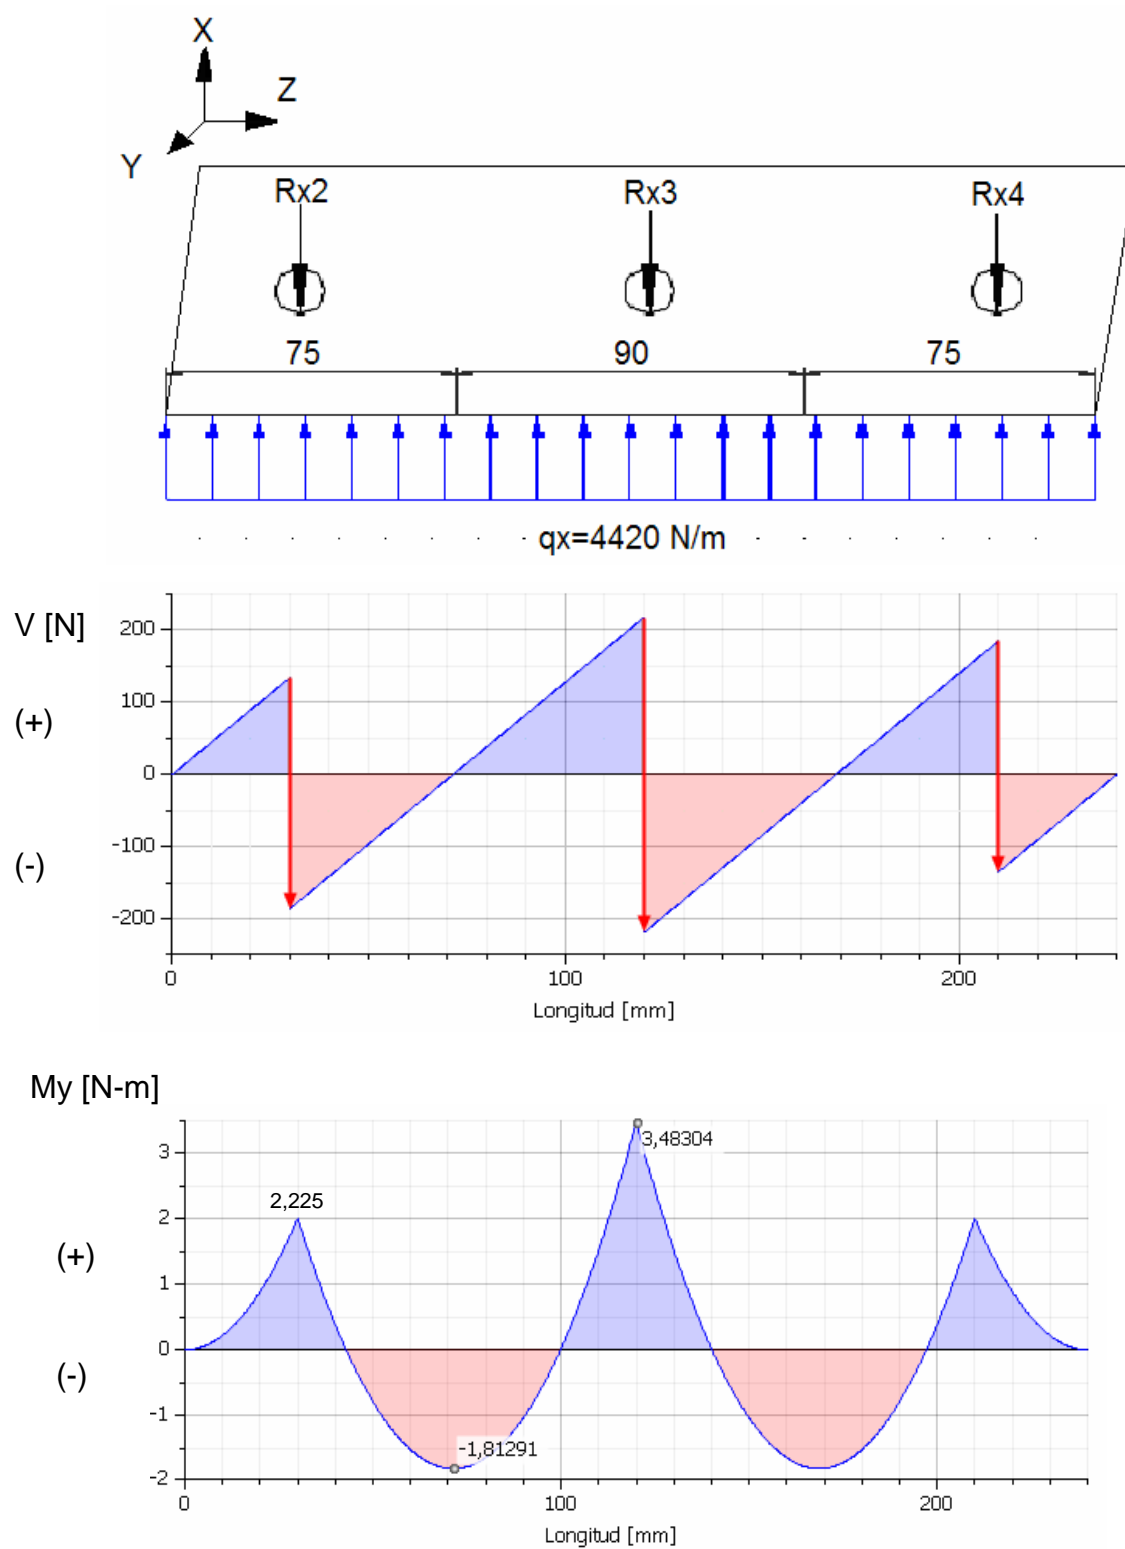 X
Z
Y
Rx2 Rx3 Rx4
75 90 75
qx=4420 N/m
V [N]
200
100
(+)
0
-100
(-)
-200
0 100 200
Longitud [mm]
My [N-m]
3,48304
3
2,225
2
(+)
1
0
(-)
-1
-1,81291
-2
0 100 200
Longitud [mm]